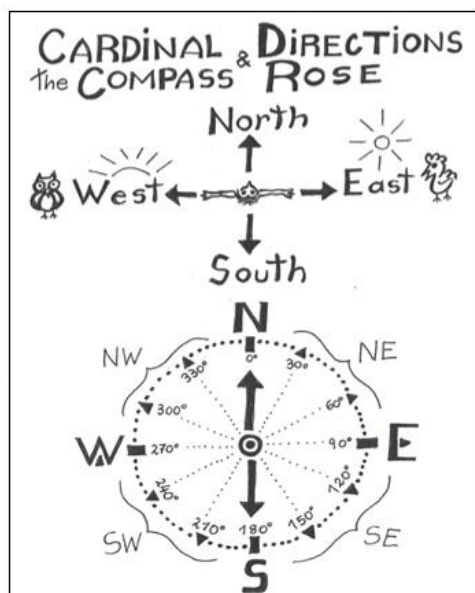 CARDINAL & DIRECTIONS
the COMPASS ROSE
North
West East
South
N
NW NE
330° 0° 30°
300° 60°
W 270° 90° E
240° 120°
270° 180° 150°
SW SE
S